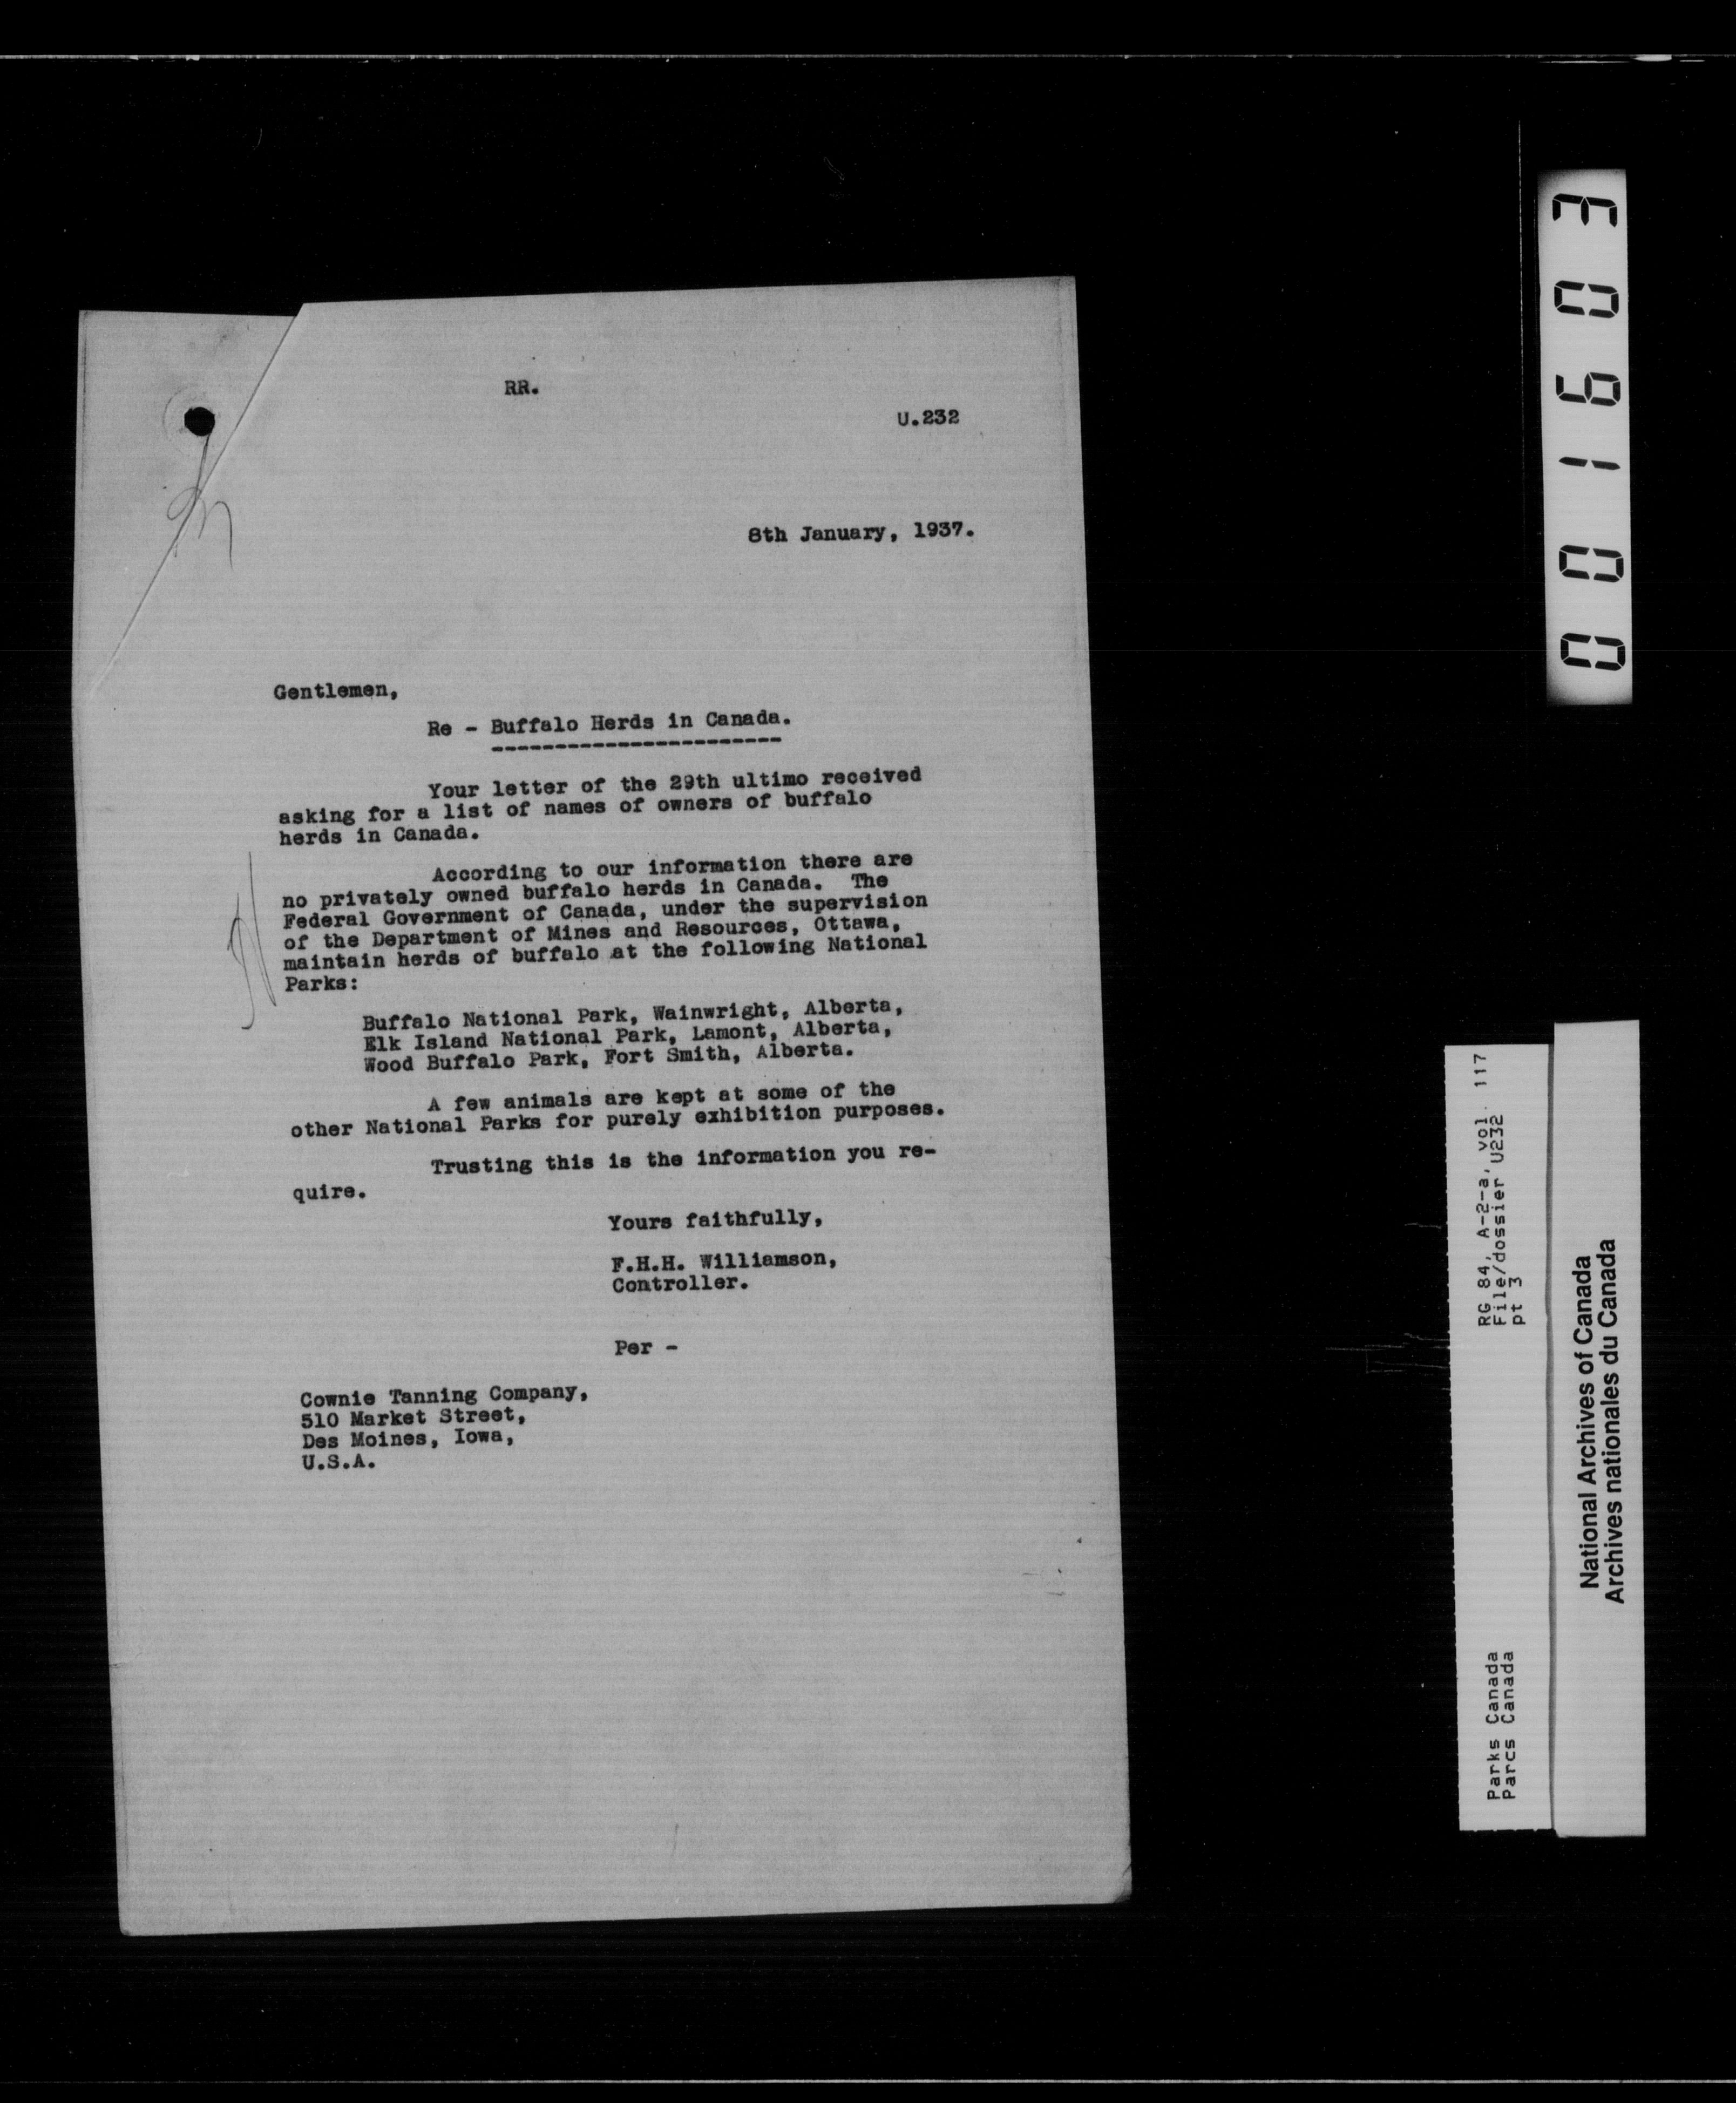 RR.
U.232
8th January, 1937.
Gentlemen,
Re - Buffalo Herds in Canada.
Your letter of the 29th ultimo received
asking for a list of names of owners of buffalo
herds in Canada.
According to our information there are
no privately owned buffalo herds in Canada. The
Federal Government of Canada, under the supervision
of the Department of Mines and Resources, Ottawa,
maintain herds of buffalo at the following National
Parks:
Buffalo National Park, Wainwright, Alberta,
Elk Island National Park, Lamont, Alberta,
Wood Buffalo Park, Fort Smith, Alberta.
A few animals are kept at some of the
other National Parks for purely exhibition purposes.
Trusting this is the information you re-
quire.
Yours faithfully,
F.H.H. Williamson,
Controller.
Per -
Cownie Tanning Company,
510 Market Street,
Des Moines, Iowa,
U.S.A.
001603
RG 84, A-2-a, vol. 117
File/dossier U232
pt 3
Parks Canada
Parcs Canada
National Archives of Canada
Archives nationales du Canada